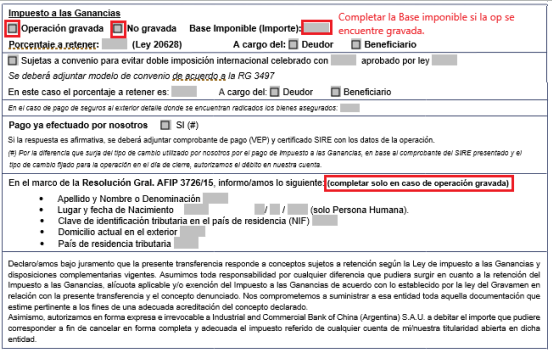 Impuesto a las Ganancias
Operación gravada No gravada Base Imponible (Importe):
Completar la Base imponible si la op se encuentre gravada.
Porcentaje a retener: (Ley 20628) A cargo del: Deudor Beneficiario
Sujetas a convenio para evitar doble imposición internacional celebrado con aprobado por ley
Se deberá adjuntar modelo de convenio de acuerdo a la RG 3497
En este caso el porcentaje a retener es: A cargo del: Deudor Beneficiario
En el caso de pago de seguros al exterior detalle donde se encuentran radicados los bienes asegurados:
Pago ya efectuado por nosotros SI (#)
Si la respuesta es afirmativa, se deberá adjuntar comprobante de pago (VEP) y certificado SIRE con los datos de la operación.
(#) Por la diferencia que surja del tipo de cambio utilizado por nosotros por el pago de Impuesto a las Ganancias, en base al comprobante del SIRE presentado y el
tipo de cambio fijado para la operación en el día de cierre, autorizamos el débito en nuestra cuenta.
En el marco de la Resolución Gral. AFIP 3726/15, informo/amos lo siguiente: (completar solo en caso de operación gravada)
• Apellido y Nombre o Denominación
• Lugar y fecha de Nacimiento / / (solo Persona Humana).
• Clave de identificación tributaria en el país de residencia (NIF)
• Domicilio actual en el exterior
• País de residencia tributaria
Declaro/amos bajo juramento que la presente transferencia responde a conceptos sujetos a retención según la Ley de impuesto a las Ganancias y
disposiciones complementarias vigentes. Asumimos toda responsabilidad por cualquier diferencia que pudiera surgir en cuanto a la retención del
Impuesto a las Ganancias, alícuota aplicable y/o exención del Impuesto a las Ganancias de acuerdo con lo establecido por la ley del Gravamen en
relación con la presente transferencia y el concepto denunciado. Nos comprometemos a suministrar a esa entidad toda aquella documentación que
estime pertinente a los fines de una adecuada acreditación del concepto declarado.
Asimismo, autorizamos en forma expresa e irrevocable a Industrial and Commercial Bank of China (Argentina) S.A.U. a debitar el importe que pudiere
corresponder a fin de cancelar en forma completa y adecuada el impuesto referido de cualquier cuenta de mi/nuestra titularidad abierta en dicha
entidad.